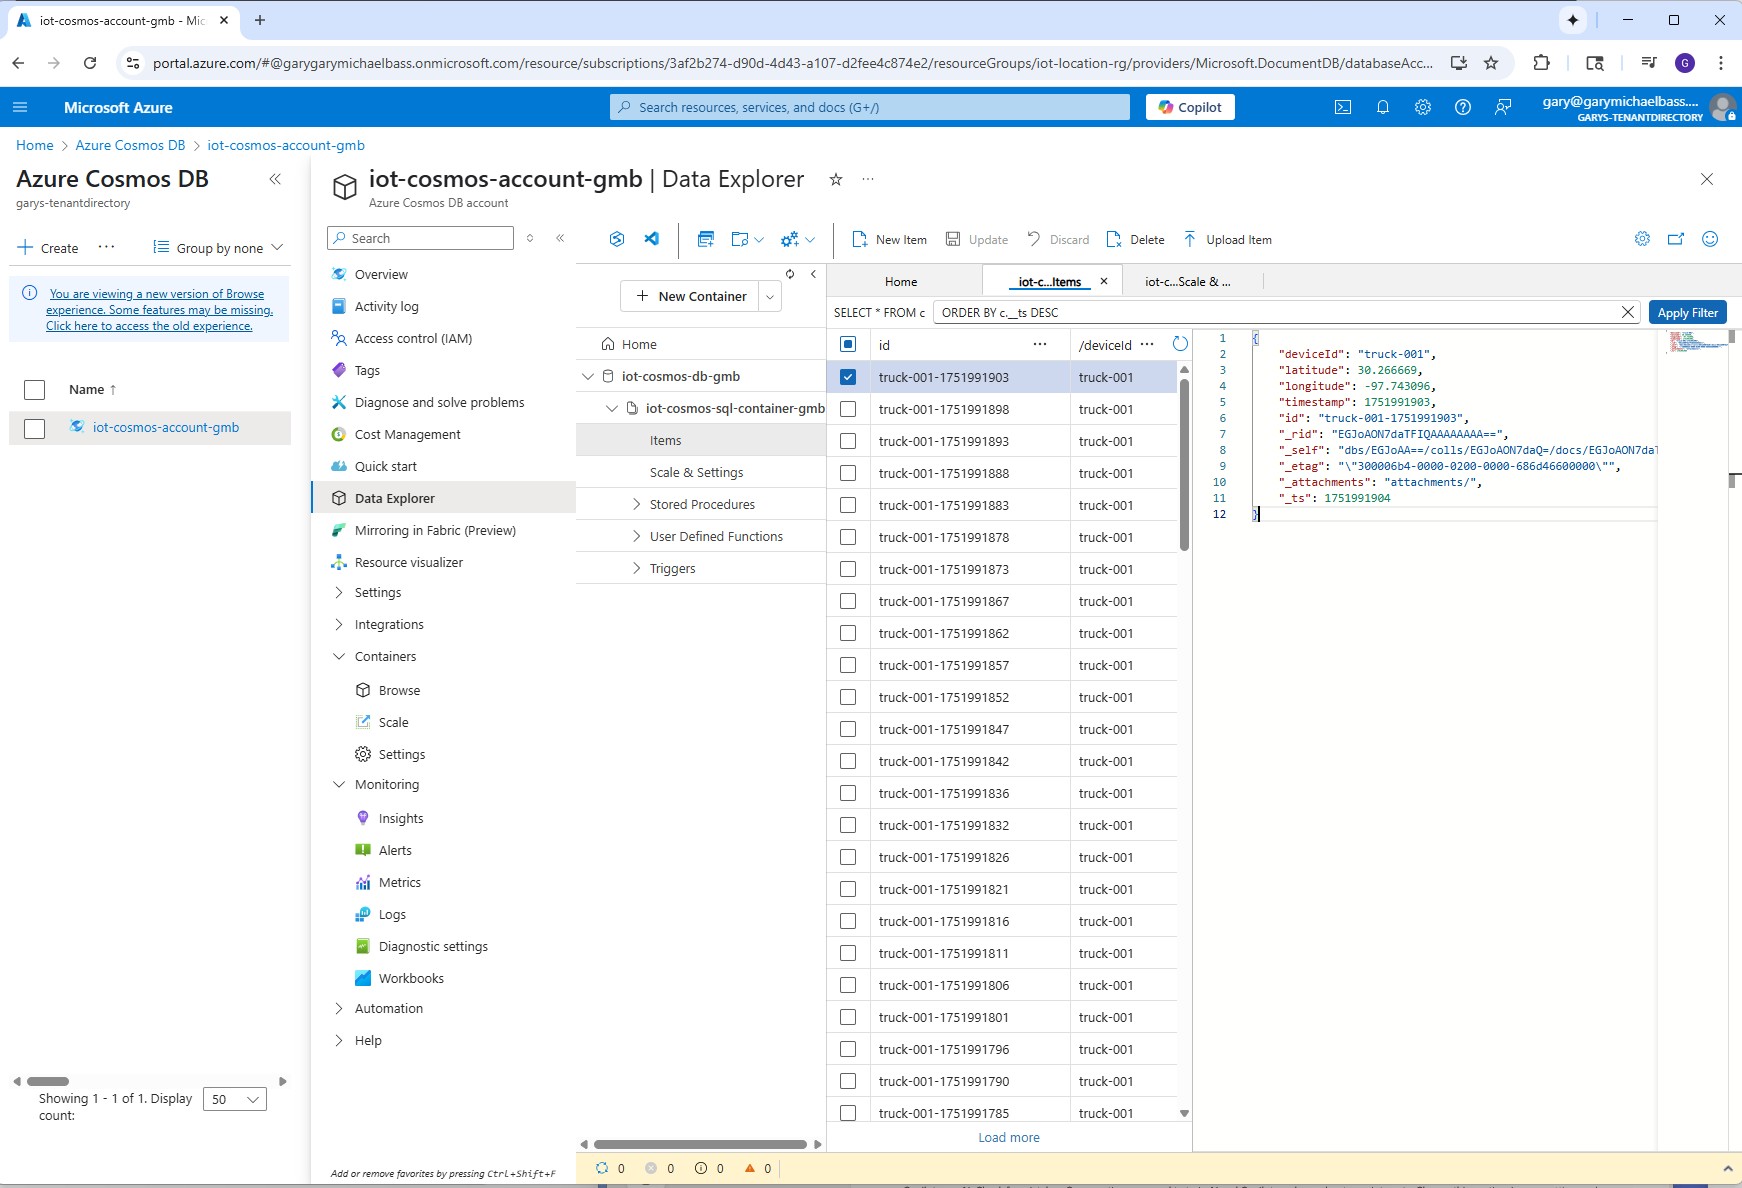 iot-cosmos-account-gmb - Mic
portal.azure.com/#@garygarymichaelbass.onmicrosoft.com/resource/subscriptions/3af2b274-d90d-4d43-a107-d2fee4c874e2/resourceGroups/iot-location-rg/providers/Microsoft.DocumentDB/databaseAcc...
G
Microsoft Azure
Search resources, services, and docs (G+/)
Copilot
gary@garymichaelbass....
GARYS-TENANTDIRECTORY
Home > Azure Cosmos DB > iot-cosmos-account-gmb
Azure Cosmos DB
garys-tenantdirectory
Create
Group by none
You are viewing a new version of Browse
experience. Some features may be missing.
Click here to access the old experience.
Name ↑
iot-cosmos-account-gmb
Showing 1 - 1 of 1. Display
count:
50
iot-cosmos-account-gmb | Data Explorer
Azure Cosmos DB account
Search
Overview
Activity log
Access control (IAM)
Tags
Diagnose and solve problems
Cost Management
Quick start
Data Explorer
Mirroring in Fabric (Preview)
Resource visualizer
Settings
Integrations
Containers
Browse
Scale
Settings
Monitoring
Insights
Alerts
Metrics
Logs
Diagnostic settings
Workbooks
Automation
Help
Add or remove favorites by pressing Ctrl+Shift+F
New Item
Update
Discard
Delete
Upload Item
New Container
Home
iot-cosmos-db-gmb
iot-cosmos-sql-container-gmb
Items
Scale & Settings
Stored Procedures
User Defined Functions
Triggers
Home
iot-c...Items
iot-c...Scale & ...
SELECT * FROM c
ORDER BY c.__ts DESC
Apply Filter
id
/deviceId
truck-001-1751991903 truck-001
truck-001-1751991898 truck-001
truck-001-1751991893 truck-001
truck-001-1751991888 truck-001
truck-001-1751991883 truck-001
truck-001-1751991878 truck-001
truck-001-1751991873 truck-001
truck-001-1751991867 truck-001
truck-001-1751991862 truck-001
truck-001-1751991857 truck-001
truck-001-1751991852 truck-001
truck-001-1751991847 truck-001
truck-001-1751991842 truck-001
truck-001-1751991836 truck-001
truck-001-1751991832 truck-001
truck-001-1751991826 truck-001
truck-001-1751991821 truck-001
truck-001-1751991816 truck-001
truck-001-1751991811 truck-001
truck-001-1751991806 truck-001
truck-001-1751991801 truck-001
truck-001-1751991796 truck-001
truck-001-1751991790 truck-001
truck-001-1751991785 truck-001
Load more
1 {
2 "deviceId": "truck-001",
3 "latitude": 30.266669,
4 "longitude": -97.743096,
5 "timestamp": 1751991903,
6 "id": "truck-001-1751991903",
7 "_rid": "EGJoAON7daTFIQAAAAAAAA==",
8 "_self": "dbs/EGJoAA==/colls/EGJoAON7daQ=/docs/EGJoAON7daT
9 "_etag": "\"300006b4-0000-0200-0000-686d46600000\"",
10 "_attachments": "attachments/",
11 "_ts": 1751991904
12 }
0 0 0 0